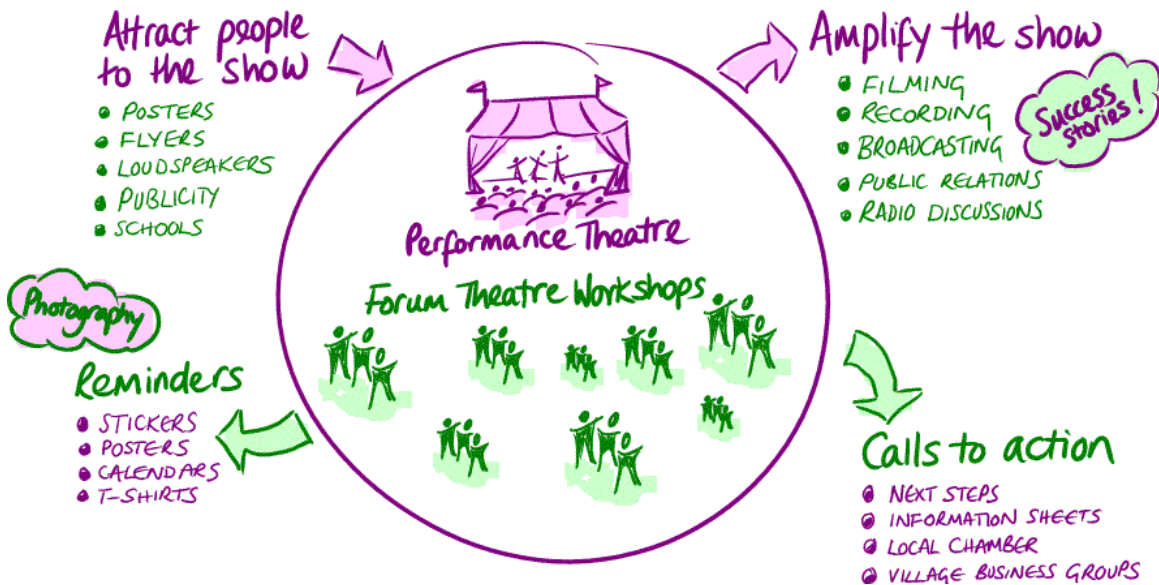 Attract people
to the show
POSTERS
FLYERS
LOUDSPEAKERS
PUBLICITY
SCHOOLS
Amplify the show
FILMING
RECORDING
BROADCASTING
PUBLIC RELATIONS
RADIO DISCUSSIONS
Success
stories!
Performance Theatre
Forum Theatre Workshops
Photography
Reminders
STICKERS
POSTERS
CALENDARS
T-SHIRTS
Calls to action
NEXT STEPS
INFORMATION SHEETS
LOCAL CHAMBER
VILLAGE BUSINESS GROUPS